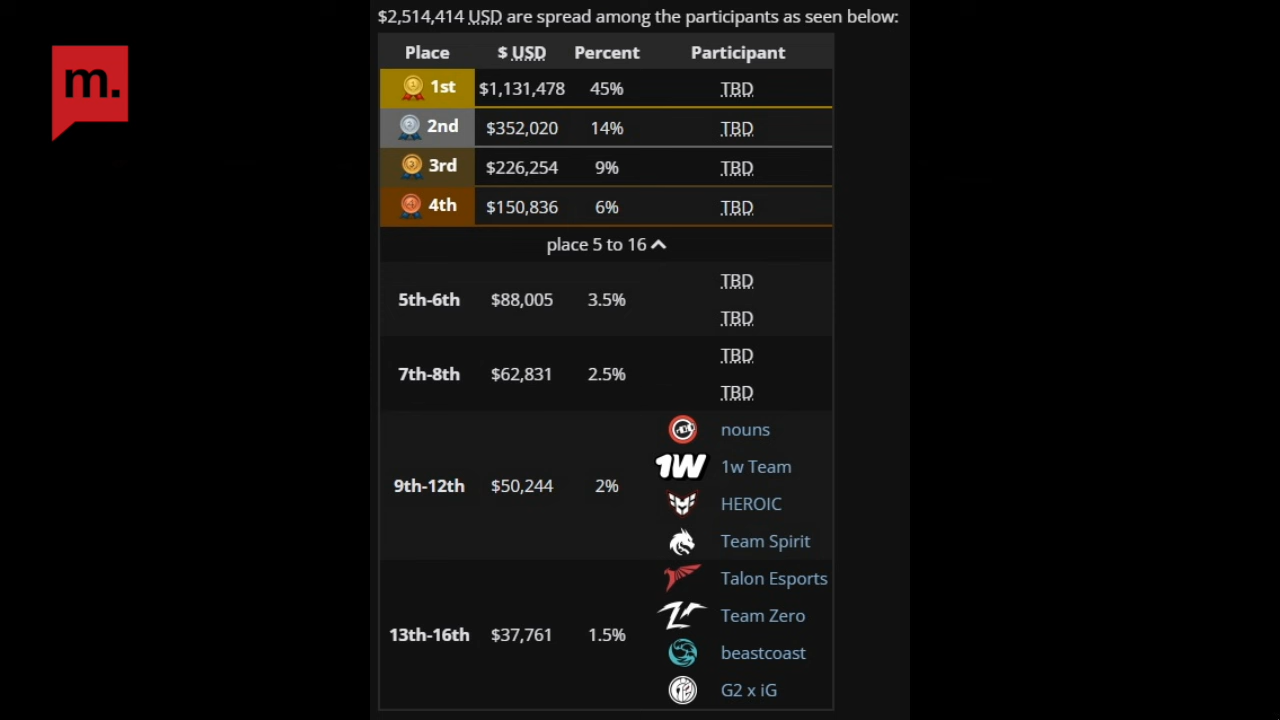 m.
$2,514,414 USD are spread among the participants as seen below:
Place $ USD Percent Participant
1st $1,131,478 45% TBD
2nd $352,020 14% TBD
3rd $226,254 9% TBD
4th $150,836 6% TBD
place 5 to 16
5th-6th $88,005 3.5% TBD
TBD
7th-8th $62,831 2.5% TBD
TBD
9th-12th $50,244 2% nouns
1W 1w Team
HEROIC
Team Spirit
13th-16th $37,761 1.5% Talon Esports
Team Zero
beastcoast
G2 x iG